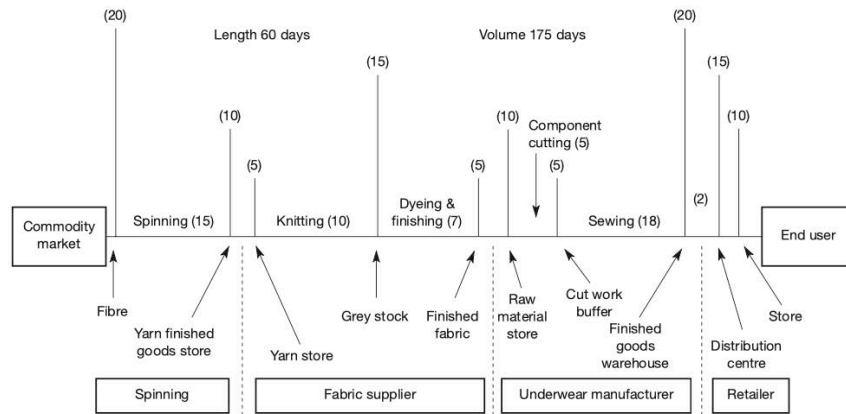 (20)
Length 60 days
Volume 175 days
(20)
(15)
(15)
(10)
(10)
(10)
Component
cutting (5)
(5)
(5)
(5)
Dyeing &
finishing (7)
(2)
Commodity
market
Spinning (15)
Knitting (10)
Sewing (18)
End user
Fibre
Yarn finished
goods store
Yarn store
Grey stock
Finished
fabric
Raw
material
store
Cut work
buffer
Finished
goods
warehouse
Distribution
centre
Store
Spinning
Fabric supplier
Underwear manufacturer
Retailer